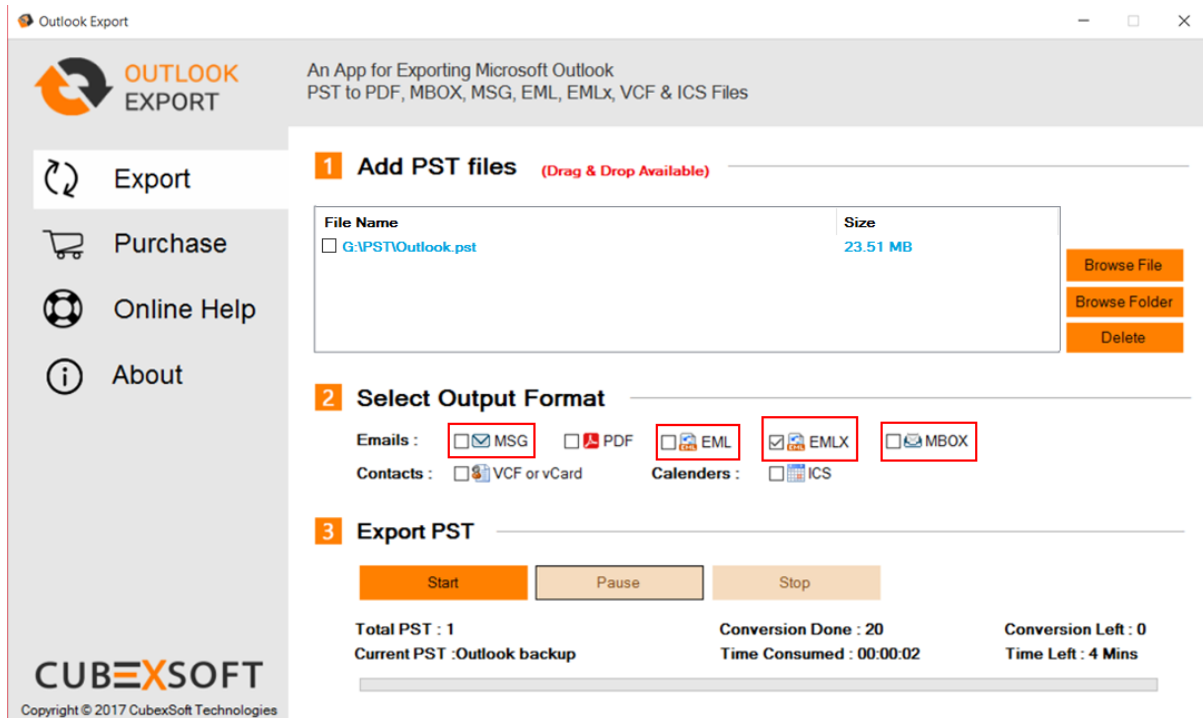 Outlook Export
OUTLOOK
EXPORT
An App for Exporting Microsoft Outlook
PST to PDF, MBOX, MSG, EML, EMLx, VCF & ICS Files
Export
Purchase
Online Help
About
1 Add PST files (Drag & Drop Available)
File Name Size
G:\PST\Outlook.pst 23.51 MB
Browse File
Browse Folder
Delete
2 Select Output Format
Emails : MSG PDF EML EMLX MBOX
Contacts : VCF or vCard Calenders : ICS
3 Export PST
Start Pause Stop
Total PST : 1 Conversion Done : 20 Conversion Left : 0
Current PST :Outlook backup Time Consumed : 00:00:02 Time Left : 4 Mins
CUBEXSOFT
Copyright © 2017 CubexSoft Technologies